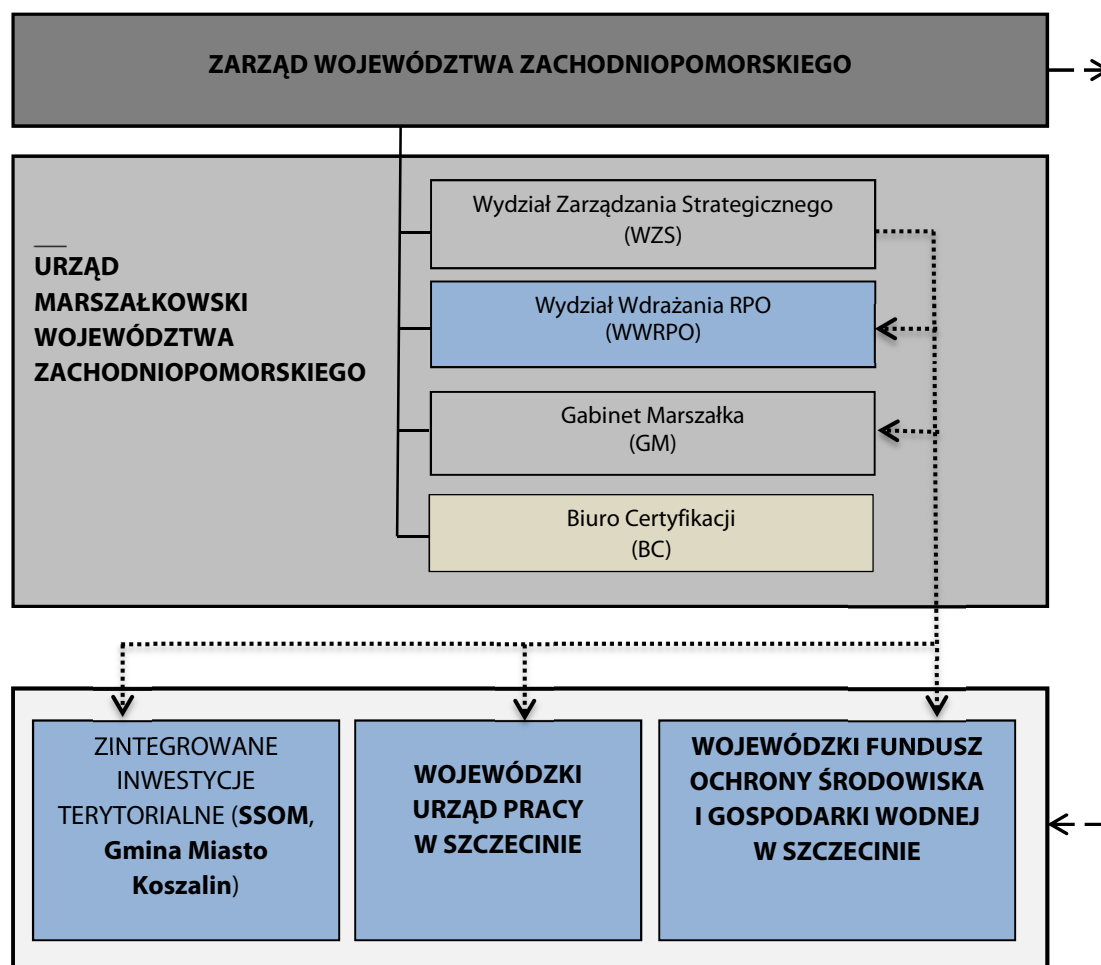 ZARZĄD WOJEWÓDZTWA ZACHODNIOPOMORSKIEGO
URZĄD
MARSZAŁKOWSKI
WOJEWÓDZTWA
ZACHODNIOPOMORSKIEGO
Wydział Zarządzania Strategicznego
(WZS)
Wydział Wdrażania RPO
(WWRPO)
Gabinet Marszałka
(GM)
Biuro Certyfikacji
(BC)
ZINTEGROWANE
INWESTYCJE
TERYTORIALNE (SSOM,
Gmina Miasto
Koszalin)
WOJEWÓDZKI
URZĄD PRACY
W SZCZECINIE
WOJEWÓDZKI FUNDUSZ
OCHRONY ŚRODOWISKA
I GOSPODARKI WODNEJ
W SZCZECINIE